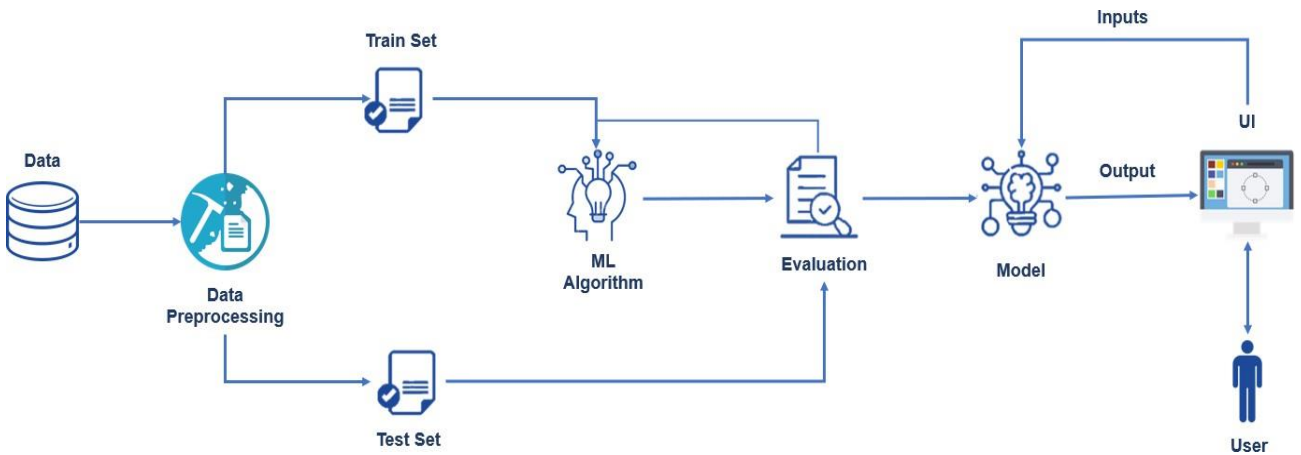 Inputs
Train Set
UI
Data
Output
ML
Algorithm
Evaluation
Model
Data
Preprocessing
Test Set
User